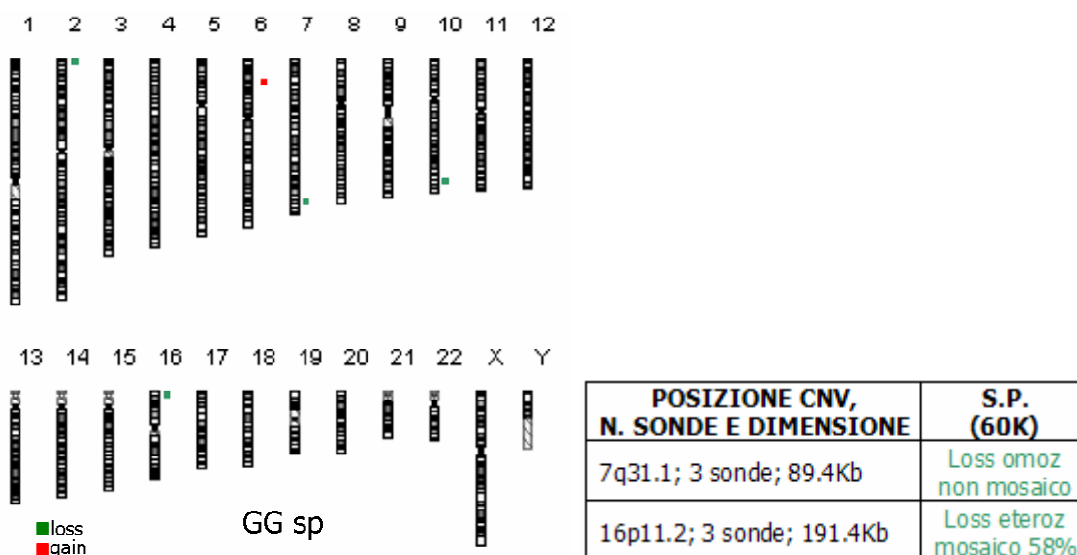 1 2 3 4 5 6 7 8 9 10 11 12
13 14 15 16 17 18 19 20 21 22 X Y
loss
gain
GG sp
POSIZIONE CNV,
N. SONDE E DIMENSIONE
S.P.
(60K)
7q31.1; 3 sonde; 89.4Kb
Loss omoz
non mosaico
16p11.2; 3 sonde; 191.4Kb
Loss eteroz
mosaico 58%